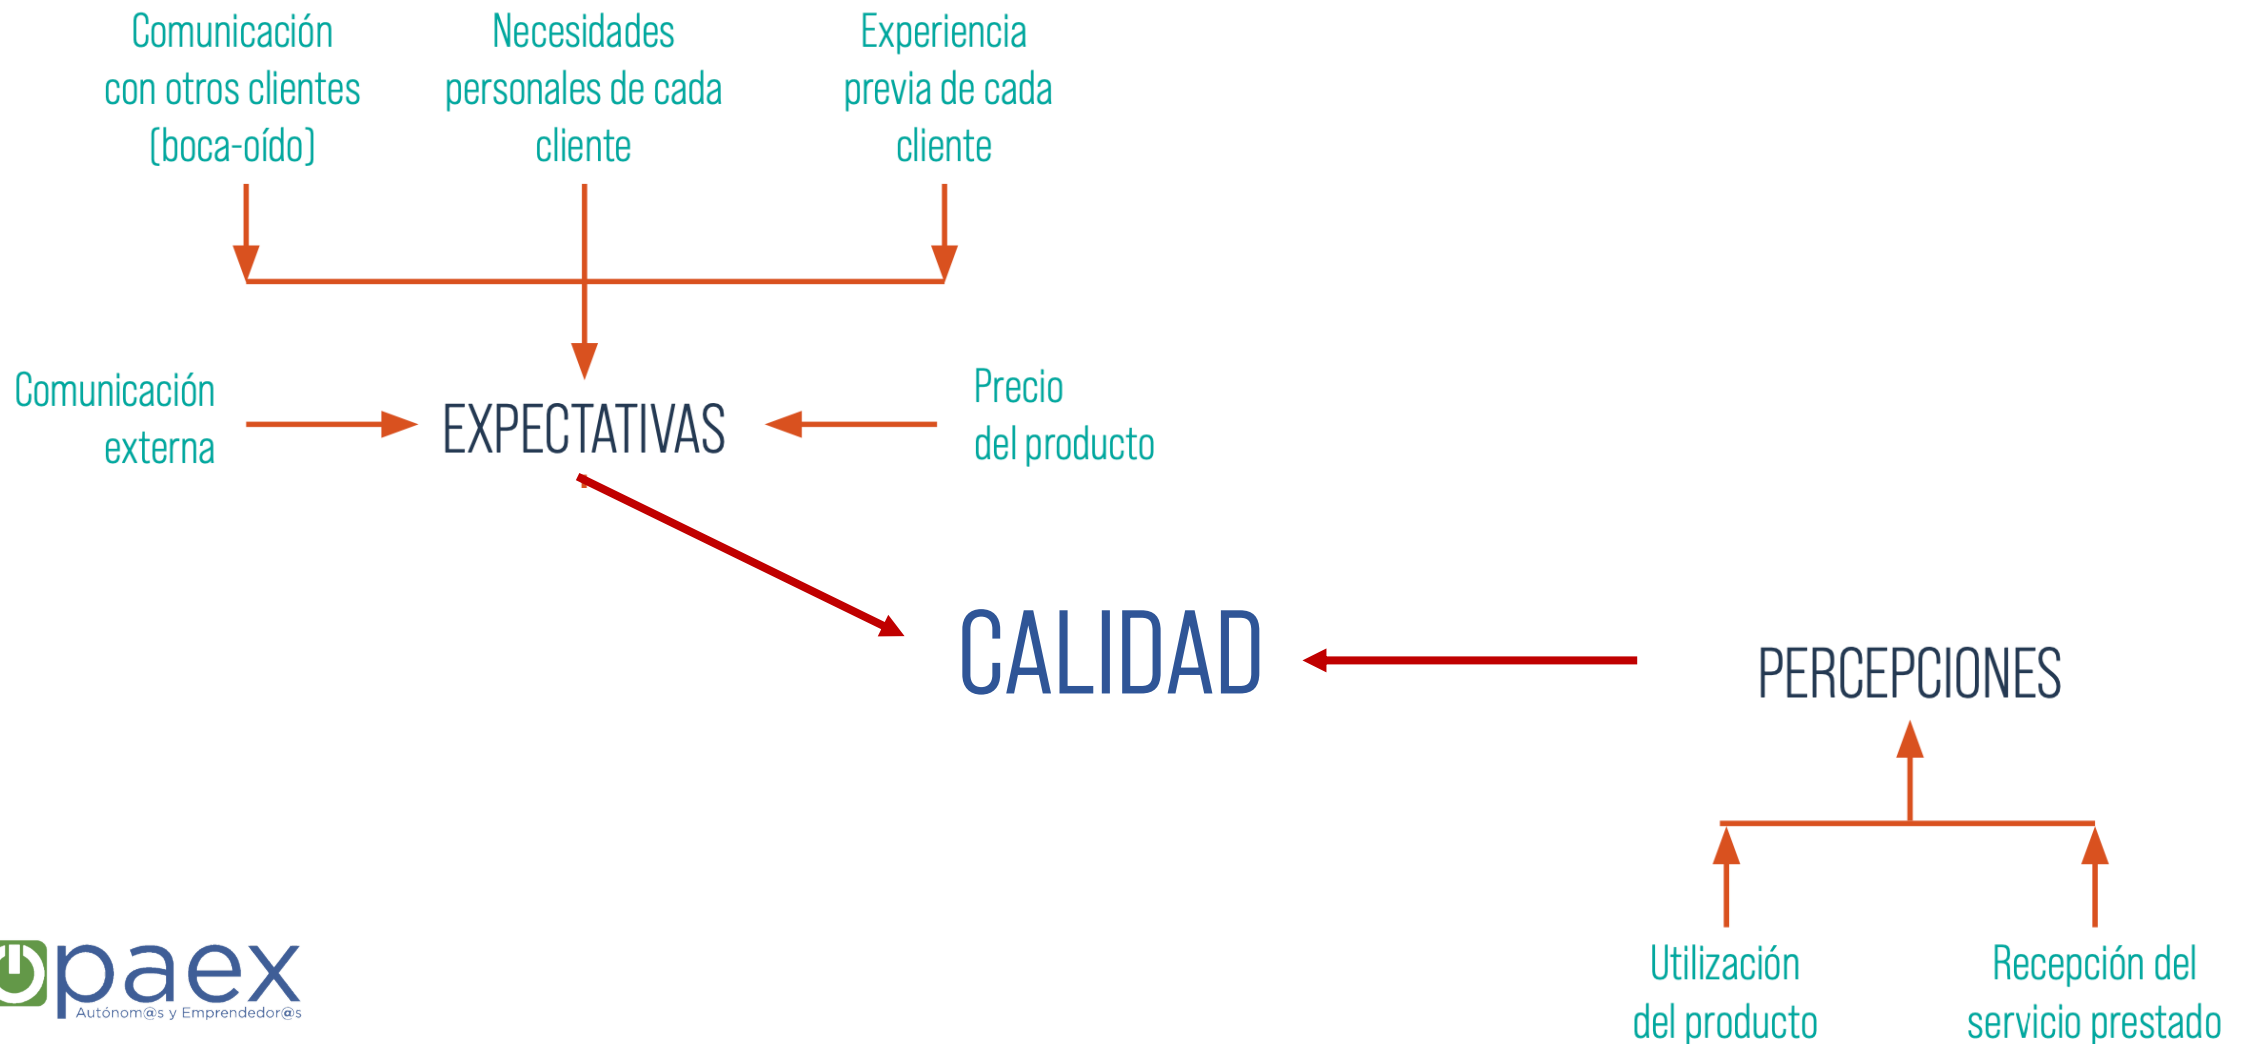 Comunicación
con otros clientes
(boca-oído)
Necesidades
personales de cada
cliente
Experiencia
previa de cada
cliente
Comunicación
externa
EXPECTATIVAS
Precio
del producto
CALIDAD
PERCEPCIONES
Utilización
del producto
Recepción del
servicio prestado
opaex
Autónom@s y Emprendedor@s